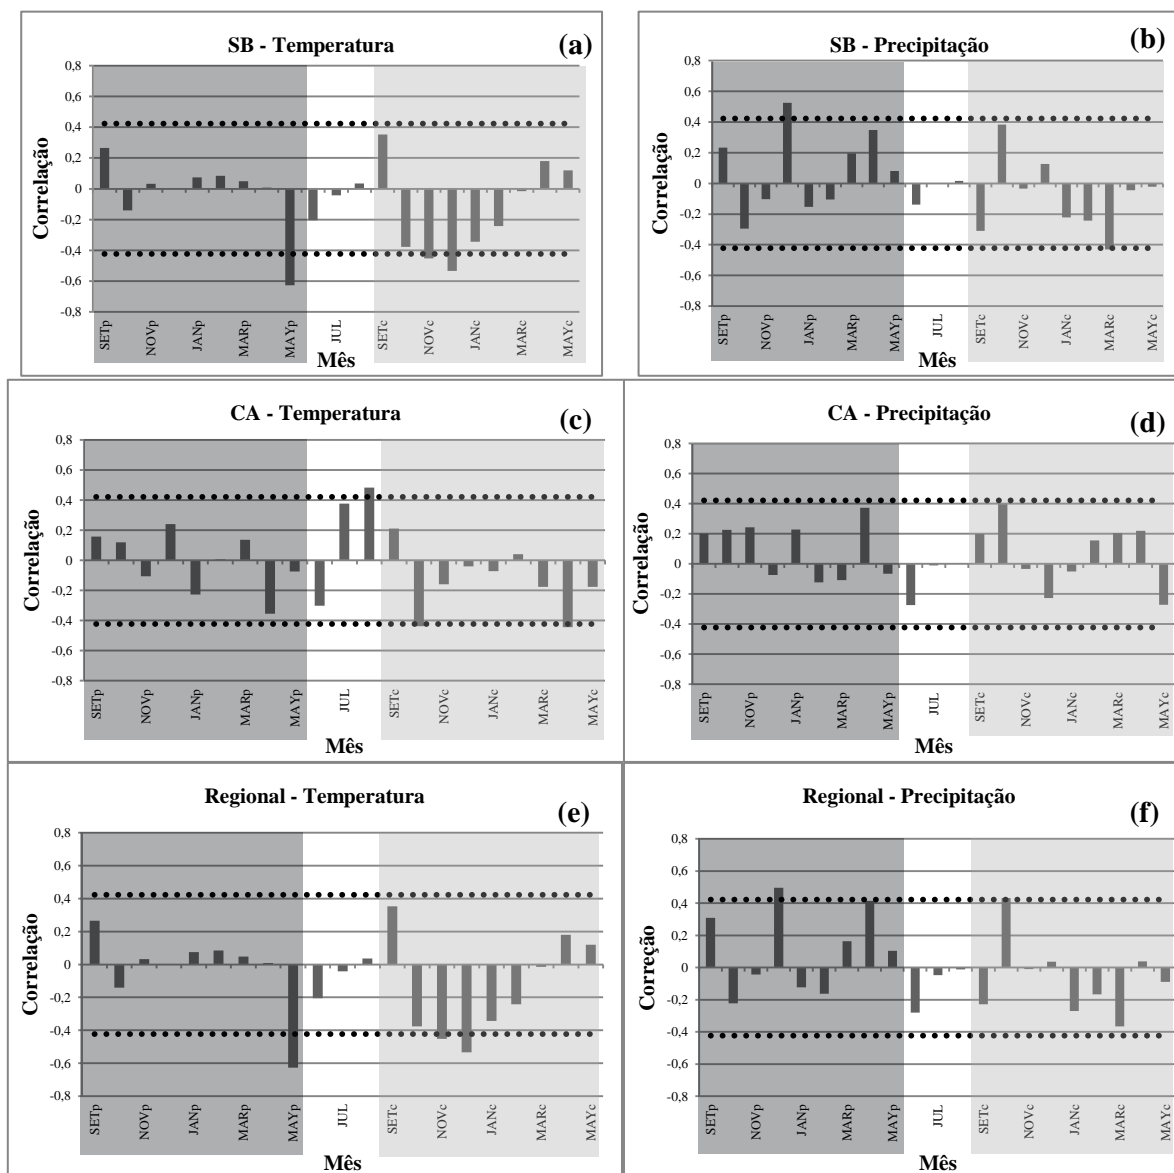 SB - Temperatura
(a)
0,8
0,6
0,4
0,2
0
-0,2
-0,4
-0,6
-0,8
Correlação
SETp
NOVp
JANp
MARp
MAYp
JUL
SETc
NOVc
JANc
MARc
MAYc
Mês
SB - Precipitação
(b)
0,8
0,6
0,4
0,2
0
-0,2
-0,4
-0,6
-0,8
Correlação
SETp
NOVp
JANp
MARp
MAYp
JUL
SETc
NOVc
JANc
MARc
MAYc
Mês
CA - Temperatura
(c)
0,8
0,6
0,4
0,2
0
-0,2
-0,4
-0,6
-0,8
Correlação
SETp
NOVp
JANp
MARp
MAYp
JUL
SETc
NOVc
JANc
MARc
MAYc
Mês
CA - Precipitação
(d)
0,8
0,6
0,4
0,2
0
-0,2
-0,4
-0,6
-0,8
Correlação
SETp
NOVp
JANp
MARp
MAYp
JUL
SETc
NOVc
JANc
MARc
MAYc
Mês
Regional - Temperatura
(e)
0,8
0,6
0,4
0,2
0
-0,2
-0,4
-0,6
-0,8
Correlação
SETp
NOVp
JANp
MARp
MAYp
JUL
SETc
NOVc
JANc
MARc
MAYc
Mês
Regional - Precipitação
(f)
0,8
0,6
0,4
0,2
0
-0,2
-0,4
-0,6
-0,8
Correção
SETp
NOVp
JANp
MARp
MAYp
JUL
SETc
NOVc
JANc
MARc
MAYc
Mês